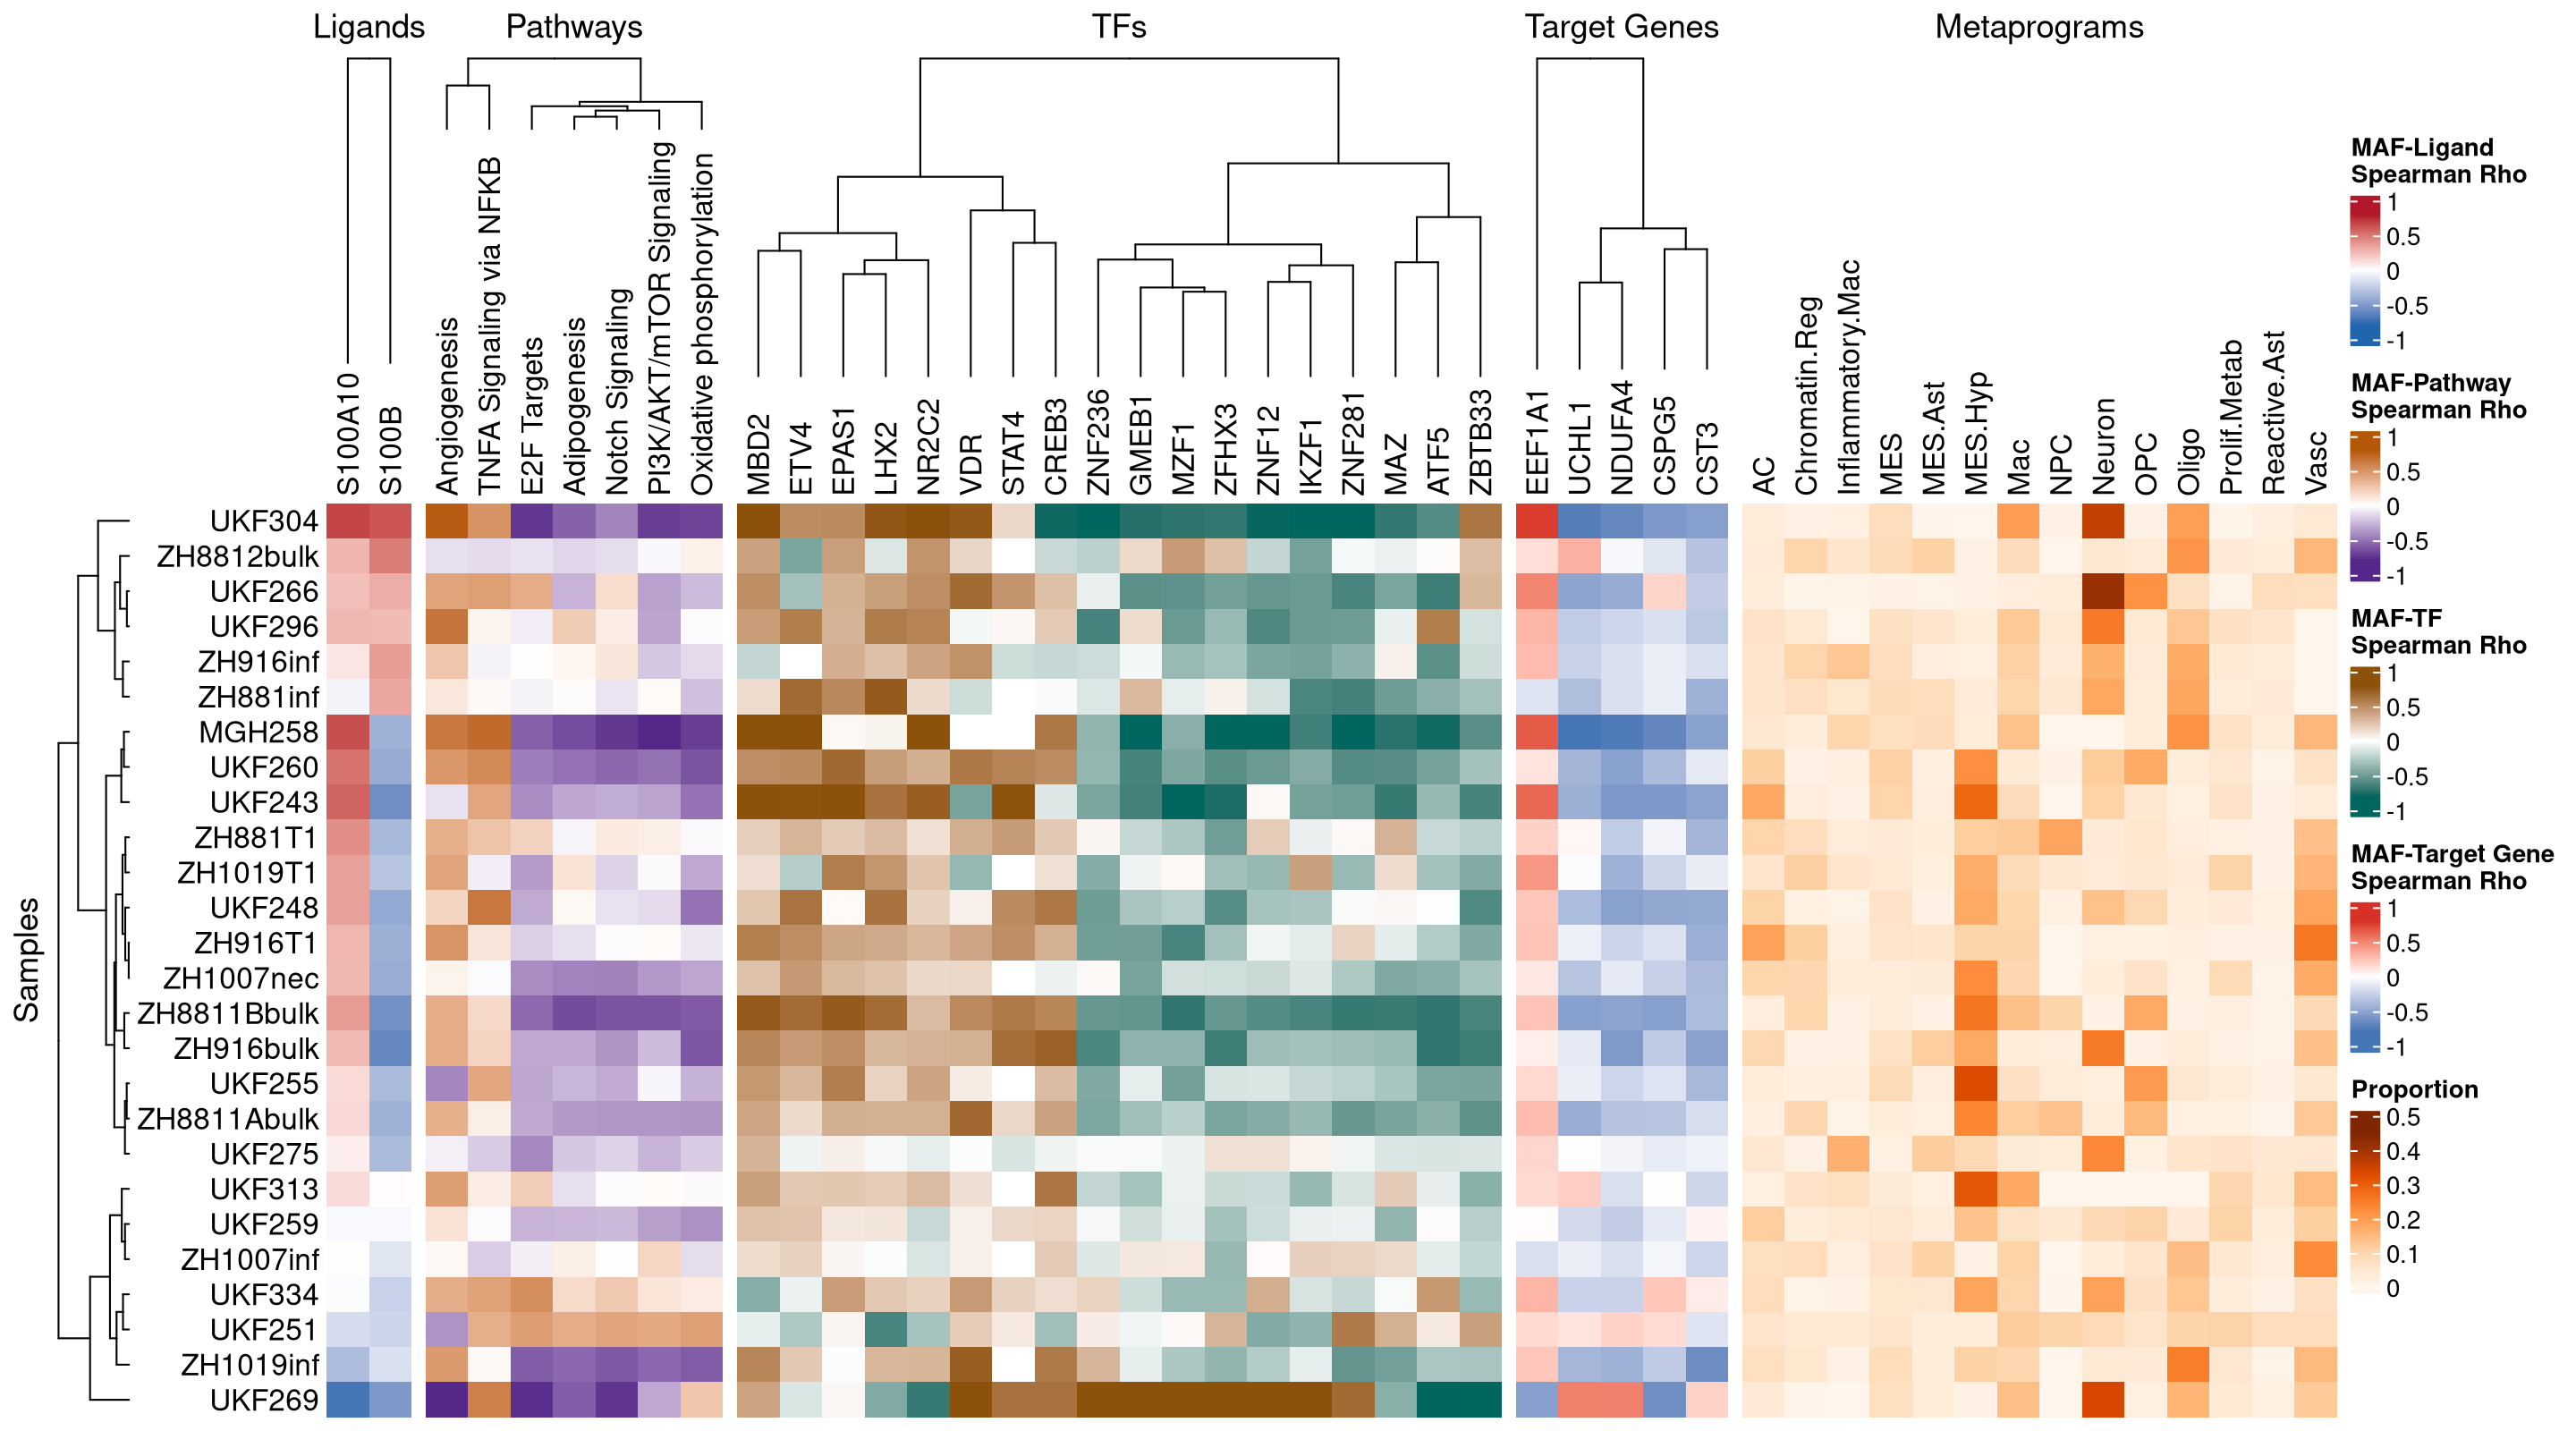 Ligands
Pathways
TFs
Target Genes
Metaprograms
S100A10
S100B
Angiogenesis
TNFA Signaling via NFKB
E2F Targets
Adipogenesis
Notch Signaling
PI3K/AKT/mTOR Signaling
Oxidative phosphorylation
MBD2
ETV4
EPAS1
LHX2
NR2C2
VDR
STAT4
CREB3
ZNF236
GMEB1
MZF1
ZFHX3
ZNF12
IKZF1
ZNF281
MAZ
ATF5
ZBTB33
EEF1A1
UCHL1
NDUFA4
CSPG5
CST3
AC
Chromatin.Reg
Inflammatory.Mac
MES
MES.Ast
MES.Hyp
Mac
NPC
Neuron
OPC
Oligo
Prolif.Metab
Reactive.Ast
Vasc
Samples
UKF304
ZH8812bulk
UKF266
UKF296
ZH916inf
ZH881inf
MGH258
UKF260
UKF243
ZH881T1
ZH1019T1
UKF248
ZH916T1
ZH1007nec
ZH8811Bbulk
ZH916bulk
UKF255
ZH8811Abulk
UKF275
UKF313
UKF259
ZH1007inf
UKF334
UKF251
ZH1019inf
UKF269
MAF-Ligand
Spearman Rho
1
0.5
0
-0.5
-1
MAF-Pathway
Spearman Rho
1
0.5
0
-0.5
-1
MAF-TF
Spearman Rho
1
0.5
0
-0.5
-1
MAF-Target Gene
Spearman Rho
1
0.5
0
-0.5
-1
Proportion
0.5
0.4
0.3
0.2
0.1
0